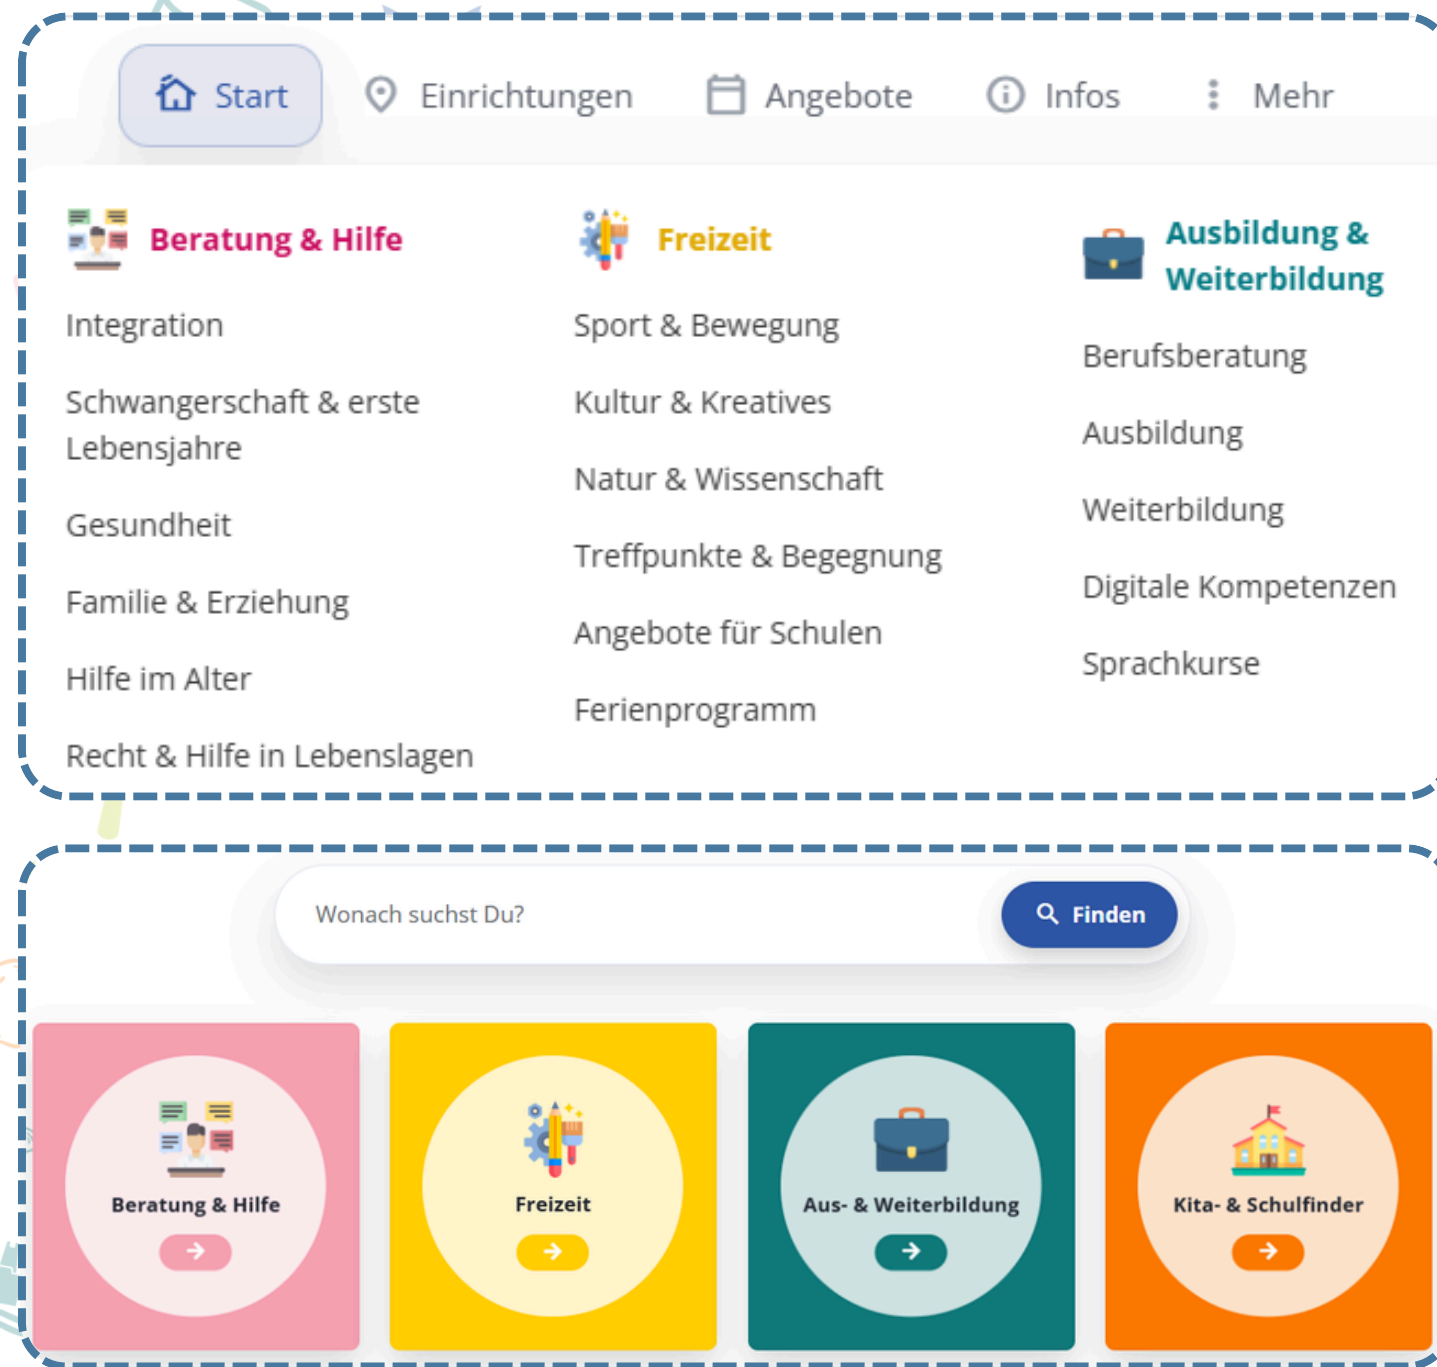 Start Einrichtungen Angebote Infos Mehr
Beratung & Hilfe
Integration
Schwangerschaft & erste
Lebensjahre
Gesundheit
Familie & Erziehung
Hilfe im Alter
Recht & Hilfe in Lebenslagen
Freizeit
Sport & Bewegung
Kultur & Kreatives
Natur & Wissenschaft
Treffpunkte & Begegnung
Angebote für Schulen
Ferienprogramm
Ausbildung &
Weiterbildung
Berufsberatung
Ausbildung
Weiterbildung
Digitale Kompetenzen
Sprachkurse
Wonach suchst Du? Finden
Beratung & Hilfe
Freizeit
Aus- & Weiterbildung
Kita- & Schulfinder